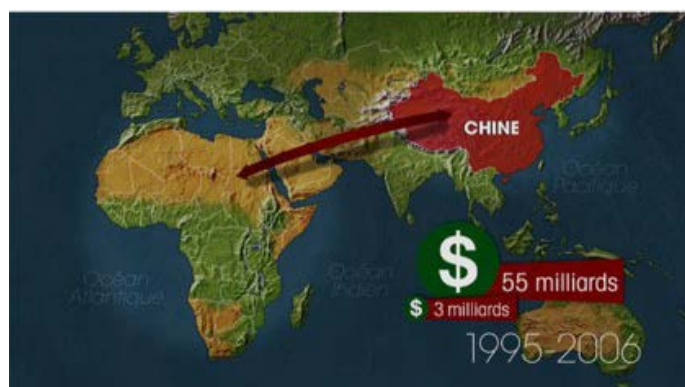 CHINE
Océan
Pacifique
Océan
Atlantique
Océan
Indien
$
55 milliards
$ 3 milliards
1995-2006